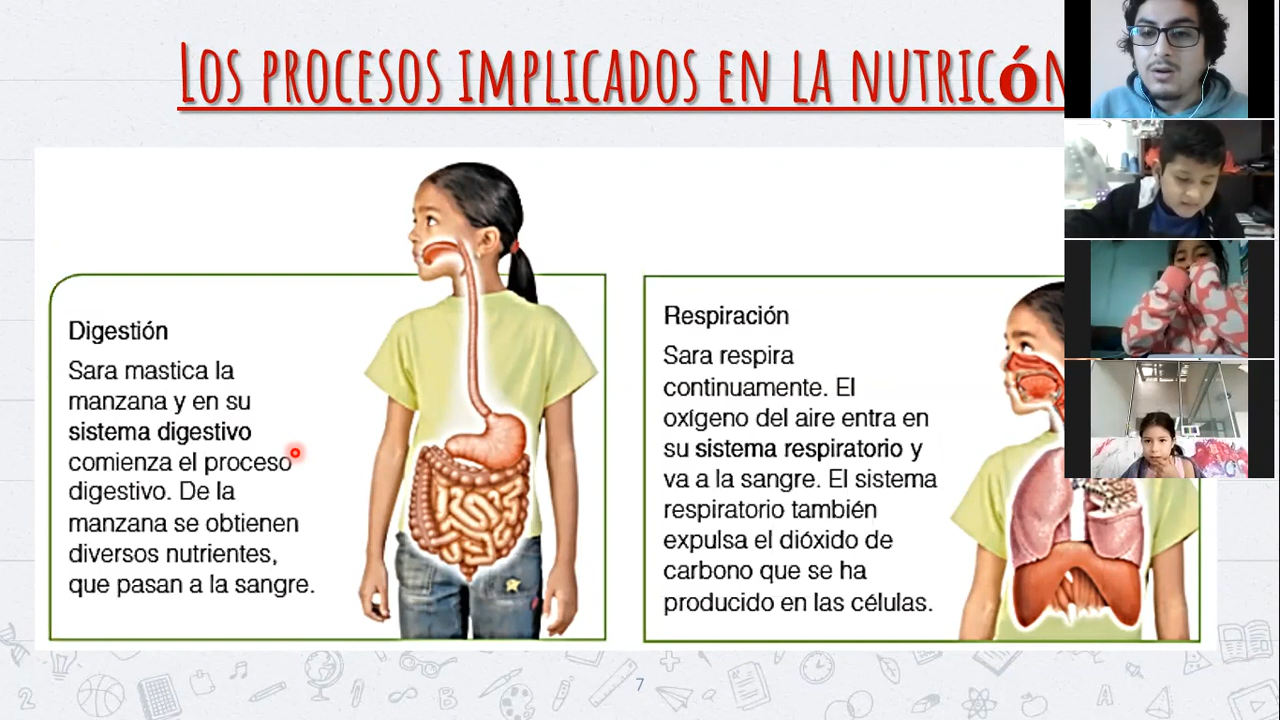 LOS PROCESOS IMPLICADOS EN LA NUTRICÓN
Digestión
Sara mastica la
manzana y en su
sistema digestivo
comienza el proceso
digestivo. De la
manzana se obtienen
diversos nutrientes,
que pasan a la sangre.
Respiración
Sara respira
continuamente. El
oxígeno del aire entra en
su sistema respiratorio y
va a la sangre. El sistema
respiratorio también
expulsa el dióxido de
carbono que se ha
producido en las células.
7